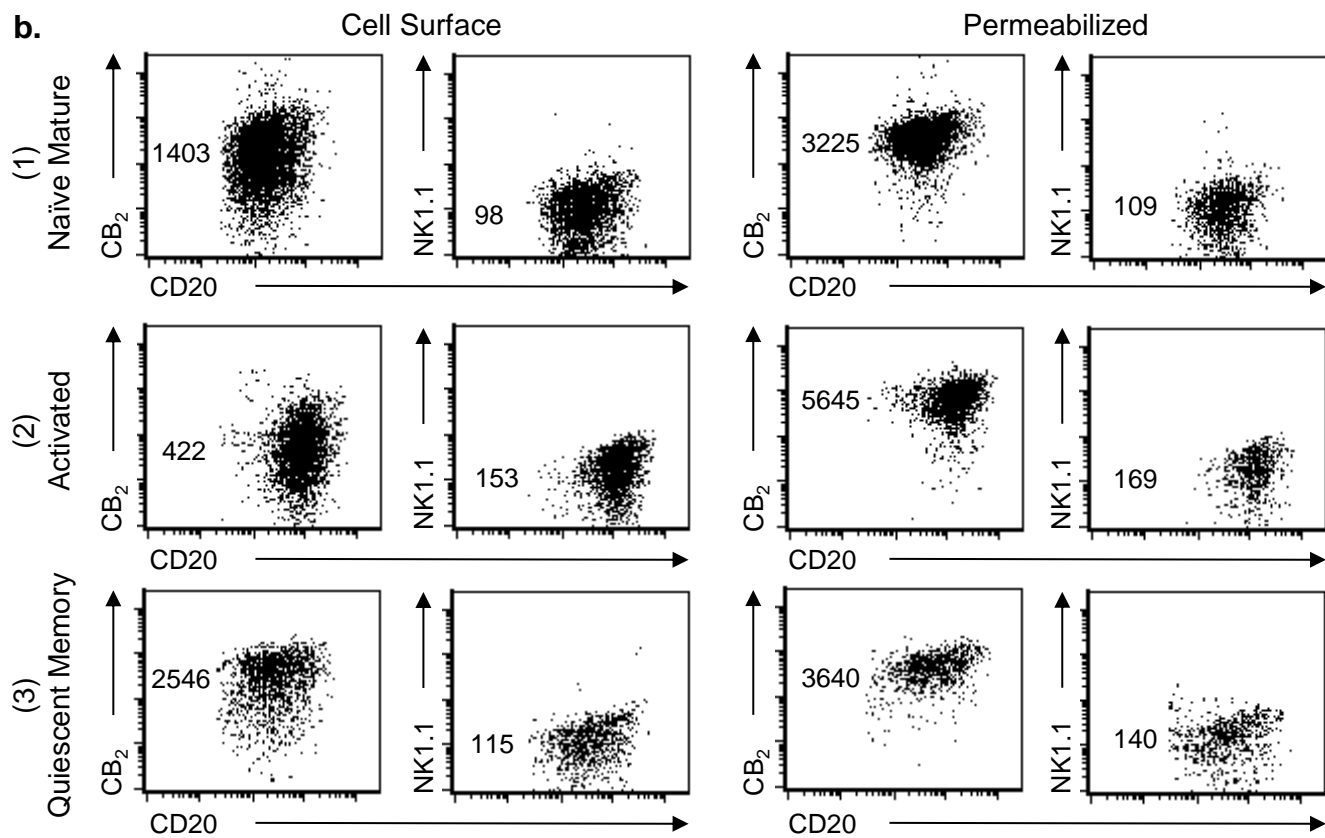 b.
Cell Surface
Permeabilized
(1)
Naïve Mature
CB₂
1403
CD20
NK1.1
98
CB₂
3225
CD20
NK1.1
109
(2)
Activated
CB₂
422
CD20
NK1.1
153
CB₂
5645
CD20
NK1.1
169
(3)
Quiescent Memory
CB₂
2546
CD20
NK1.1
115
CB₂
3640
CD20
NK1.1
140